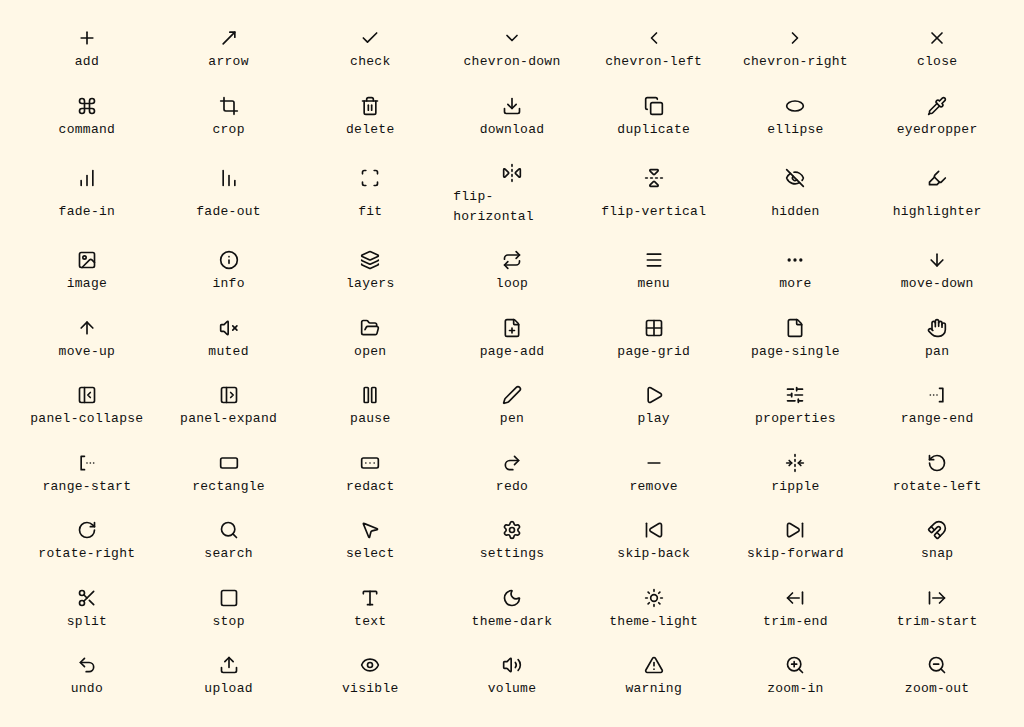 add
arrow
check
chevron-down
chevron-left
chevron-right
close
command
crop
delete
download
duplicate
ellipse
eyedropper
fade-in
fade-out
fit
flip-
horizontal
flip-vertical
hidden
highlighter
image
info
layers
loop
menu
more
move-down
move-up
muted
open
page-add
page-grid
page-single
pan
panel-collapse
panel-expand
pause
pen
play
properties
range-end
range-start
rectangle
redact
redo
remove
ripple
rotate-left
rotate-right
search
select
settings
skip-back
skip-forward
snap
split
stop
text
theme-dark
theme-light
trim-end
trim-start
undo
upload
visible
volume
warning
zoom-in
zoom-out